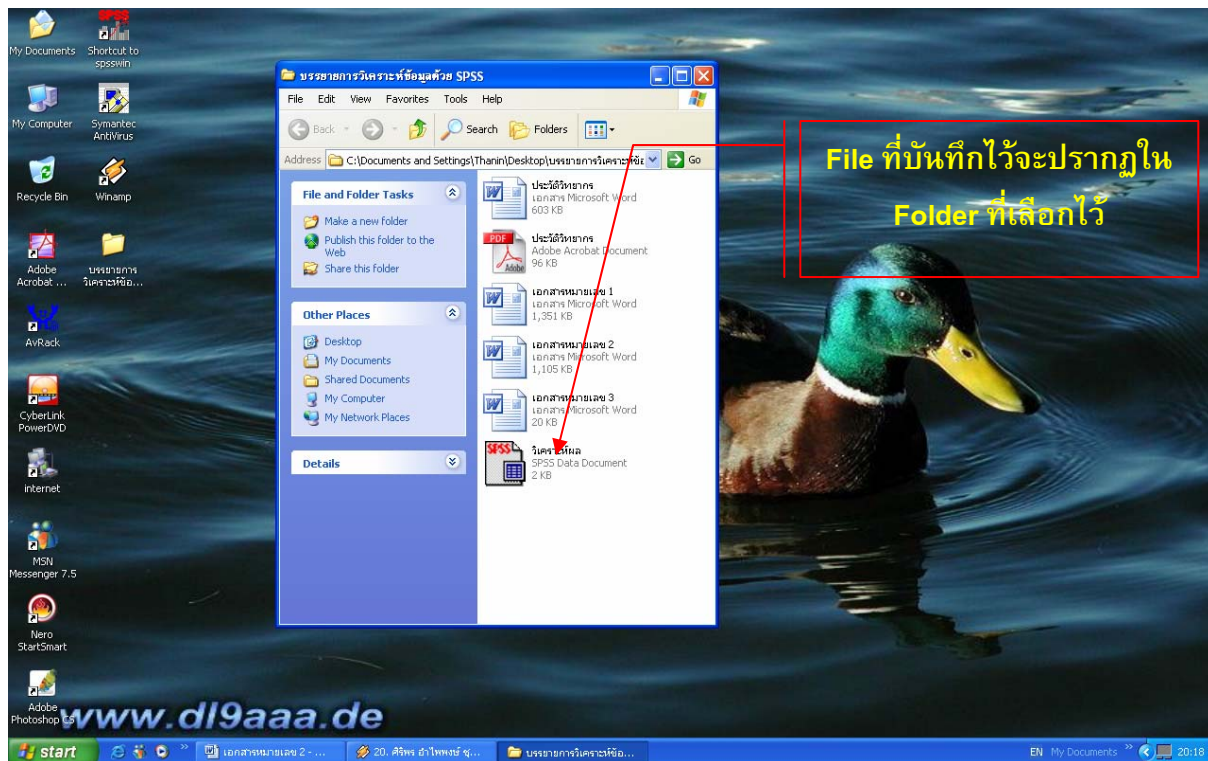 My Documents
Shortcut to
spsswin
My Computer
Symantec
AntiVirus
Recycle Bin
Winamp
Adobe
Acrobat ...
บรรยายการ
วิเคราะห์ข้อ...
AvRack
CyberLink
PowerDVD
internet
MSN
Messenger 7.5
Nero
StartSmart
Adobe
Photoshop CS
www.dl9aaa.de
บรรยายการวิเคราะห์ข้อมูลด้วย SPSS
File Edit View Favorites Tools Help
Back Search Folders
Address C:\Documents and Settings\Thanin\Desktop\บรรยายการวิเคราะห์ข้อ Go
File and Folder Tasks
Make a new folder
Publish this folder to the
Web
Share this folder
Other Places
Desktop
My Documents
Shared Documents
My Computer
My Network Places
Details
ประวัติวิทยากร
เอกสาร Microsoft Word
603 KB
PDF
Adobe
ประวัติวิทยากร
Adobe Acrobat Document
96 KB
เอกสารหมายเลข 1
เอกสาร Microsoft Word
1,351 KB
เอกสารหมายเลข 2
เอกสาร Microsoft Word
1,105 KB
เอกสารหมายเลข 3
เอกสาร Microsoft Word
20 KB
SPSS
วิเคราะห์ผล
SPSS Data Document
2 KB
File ที่บันทึกไว้จะปรากฏใน
Folder ที่เลือกไว้
start
เอกสารหมายเลข 2 - ...
20. ศิริพร อำไพพงษ์ ชุ...
บรรยายการวิเคราะห์ข้อ...
EN My Documents 20:18